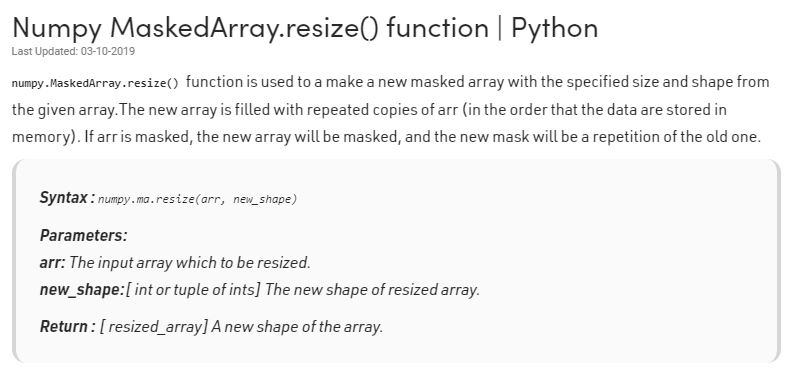 Numpy MaskedArray.resize() function | Python
Last Updated: 03-10-2019
numpy.MaskedArray.resize() function is used to a make a new masked array with the specified size and shape from
the given array.The new array is filled with repeated copies of arr (in the order that the data are stored in
memory). If arr is masked, the new array will be masked, and the new mask will be a repetition of the old one.
Syntax : numpy.ma.resize(arr, new_shape)
Parameters:
arr: The input array which to be resized.
new_shape:[ int or tuple of ints] The new shape of resized array.
Return : [ resized_array] A new shape of the array.